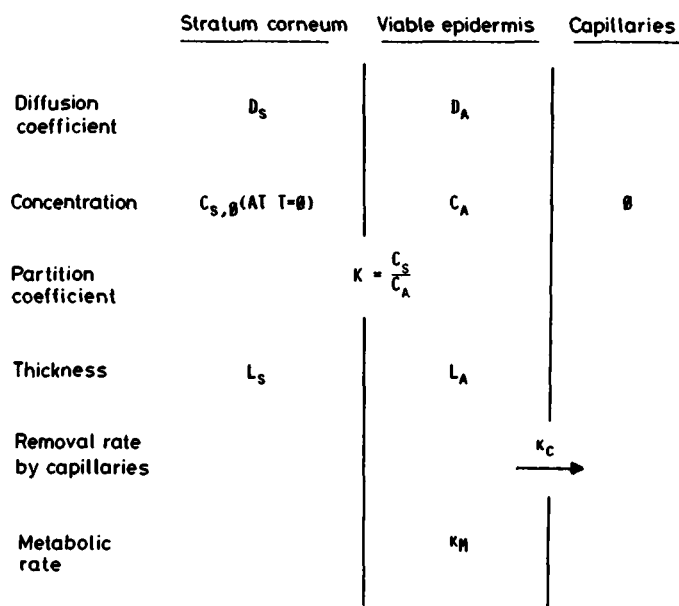 Stratum corneum Viable epidermis Capillaries
Diffusion coefficient D_S D_A
Concentration C_S,0 (AT T=0) C_A 0
Partition coefficient K = C_S / C_A
Thickness L_S L_A
Removal rate by capillaries K_C
Metabolic rate K_M